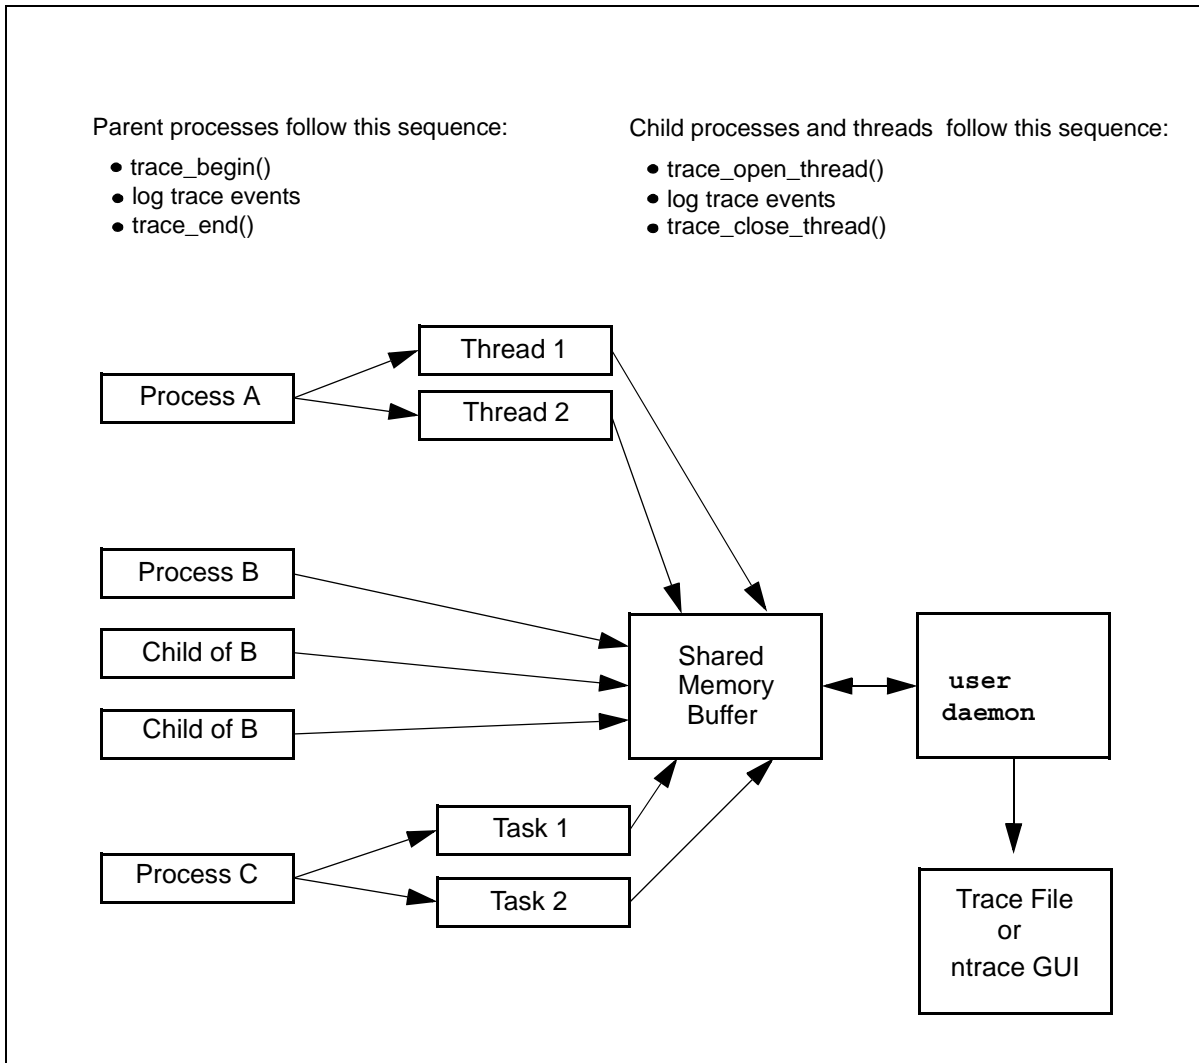 Parent processes follow this sequence:
• trace_begin()
• log trace events
• trace_end()
Child processes and threads follow this sequence:
• trace_open_thread()
• log trace events
• trace_close_thread()
Process A
Thread 1
Thread 2
Process B
Child of B
Child of B
Shared
Memory
Buffer
user
daemon
Process C
Task 1
Task 2
Trace File
or
ntrace GUI